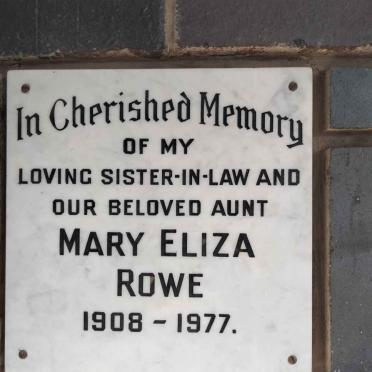 In Cherished Memory
OF MY
LOVING SISTER-IN-LAW AND
OUR BELOVED AUNT
MARY ELIZA
ROWE
1908 - 1977.